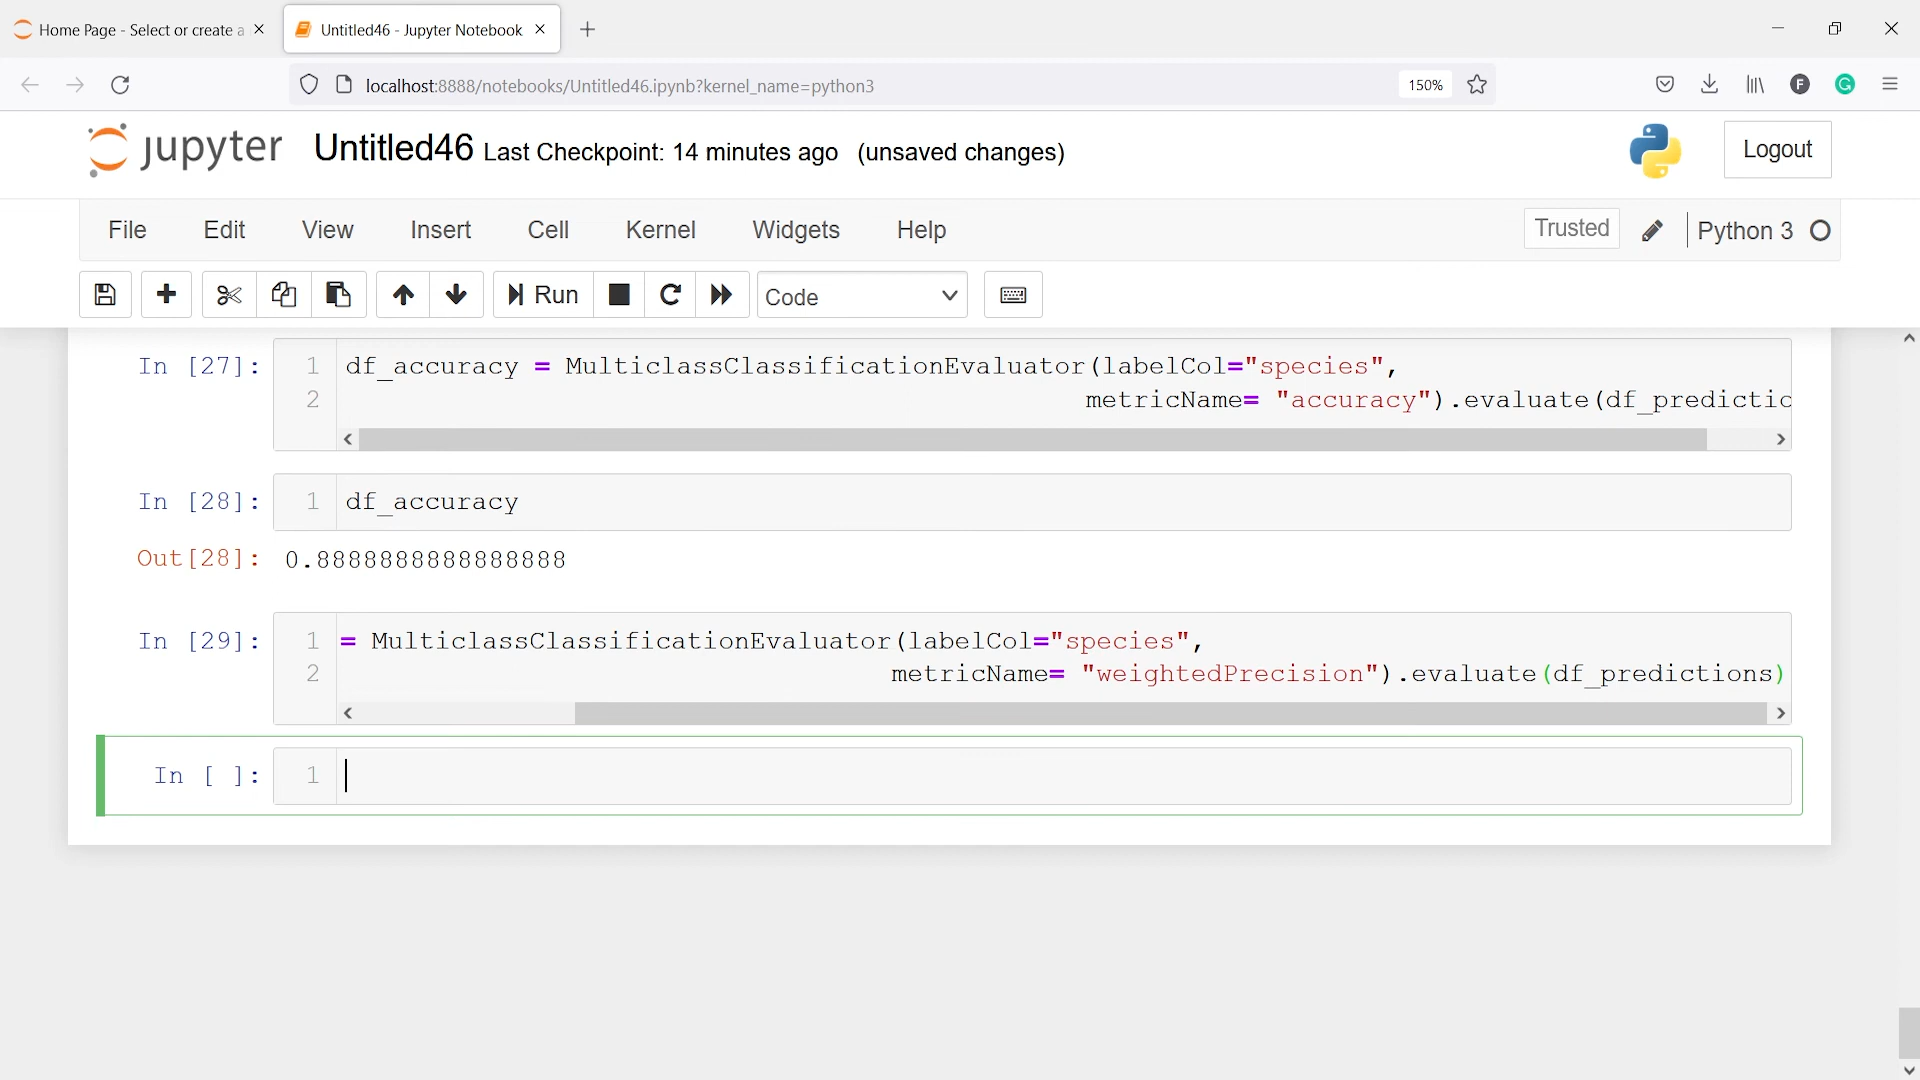 Home Page - Select or create a
Untitled46 - Jupyter Notebook
localhost:8888/notebooks/Untitled46.ipynb?kernel_name=python3
150%
F
G
jupyter Untitled46 Last Checkpoint: 14 minutes ago (unsaved changes)
Logout
File Edit View Insert Cell Kernel Widgets Help
Trusted
Python 3
Run
Code
In [27]:
1 df_accuracy = MulticlassClassificationEvaluator(labelCol="species",
2 metricName= "accuracy").evaluate(df_predictic
In [28]:
1 df_accuracy
Out[28]: 0.8888888888888888
In [29]:
1 = MulticlassClassificationEvaluator(labelCol="species",
2 metricName= "weightedPrecision").evaluate(df_predictions)
In [ ]:
1